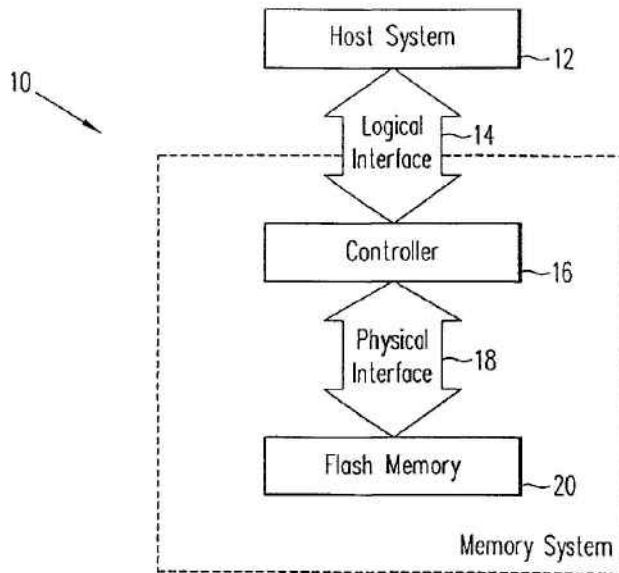 Host System
12
10
Logical
Interface
14
Controller
16
Physical
Interface
18
Flash Memory
20
Memory System